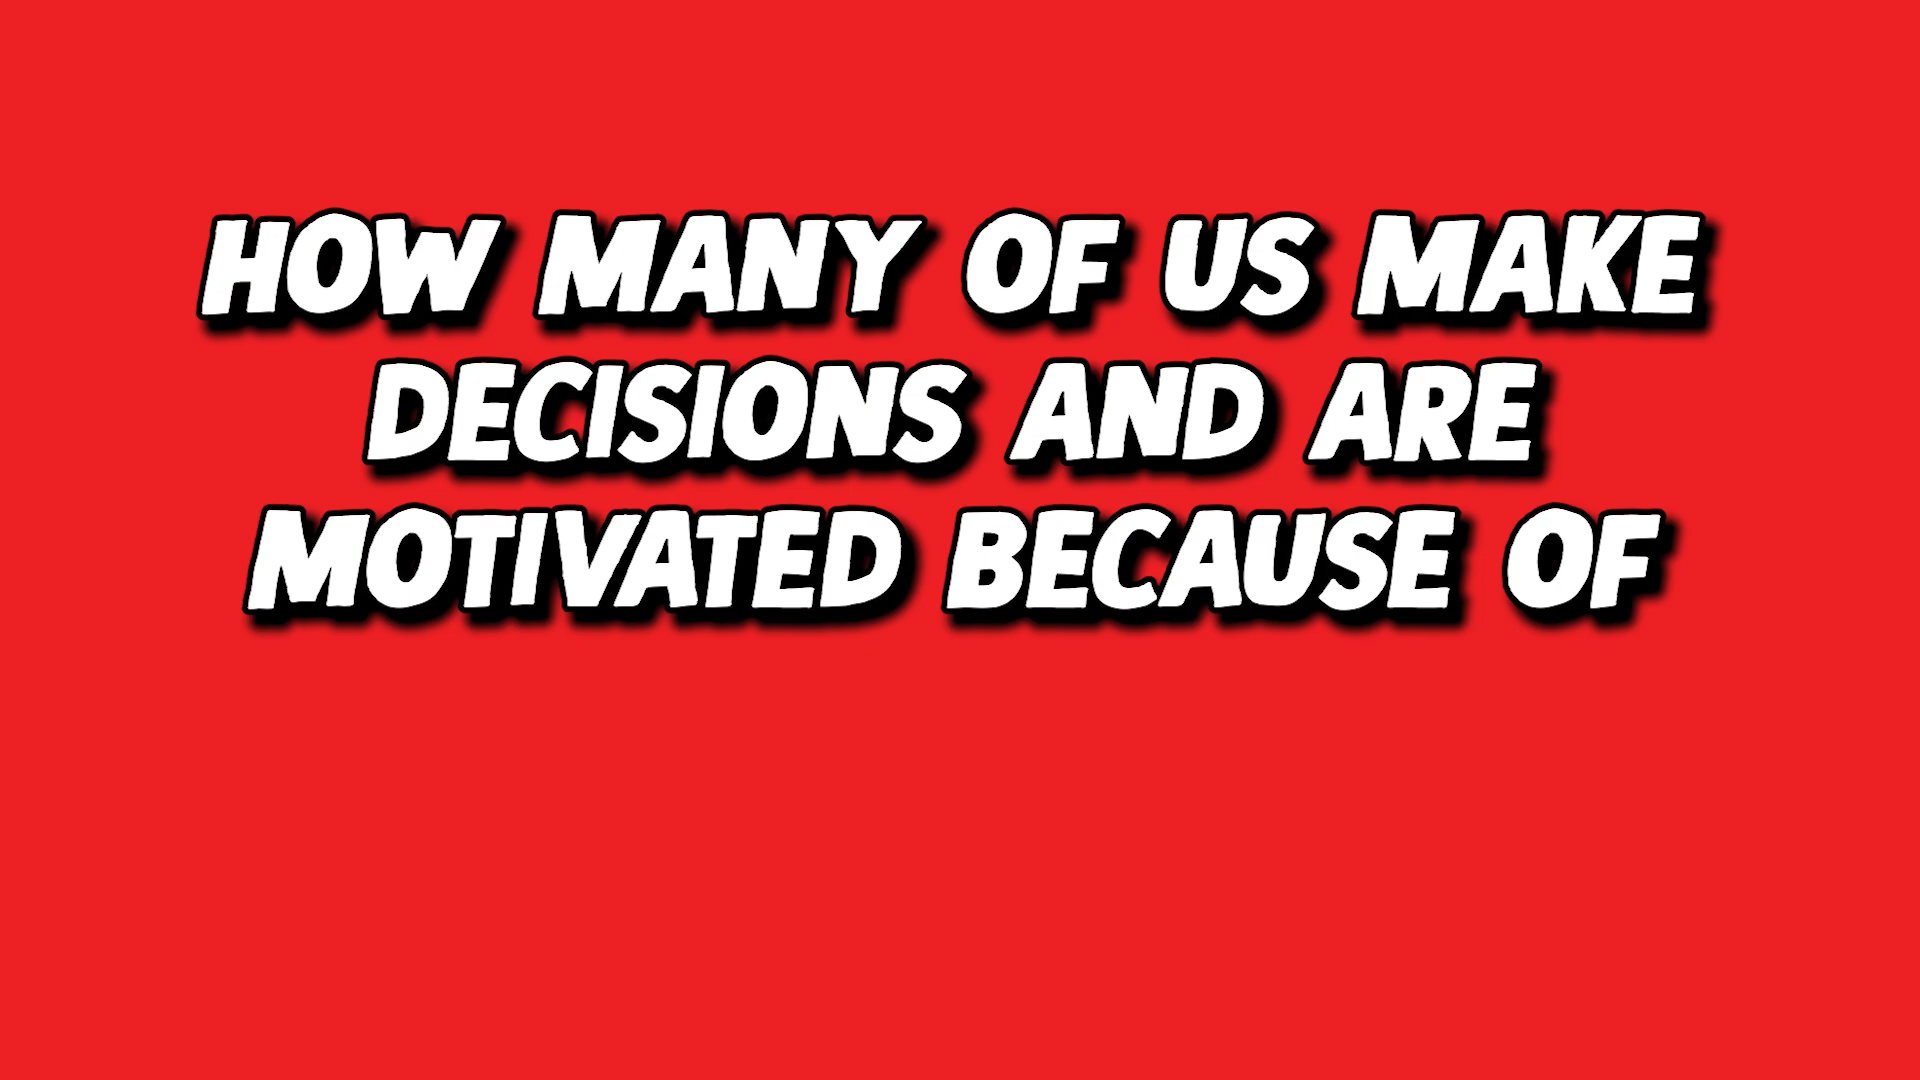 HOW MANY OF US MAKE
DECISIONS AND ARE
MOTIVATED BECAUSE OF